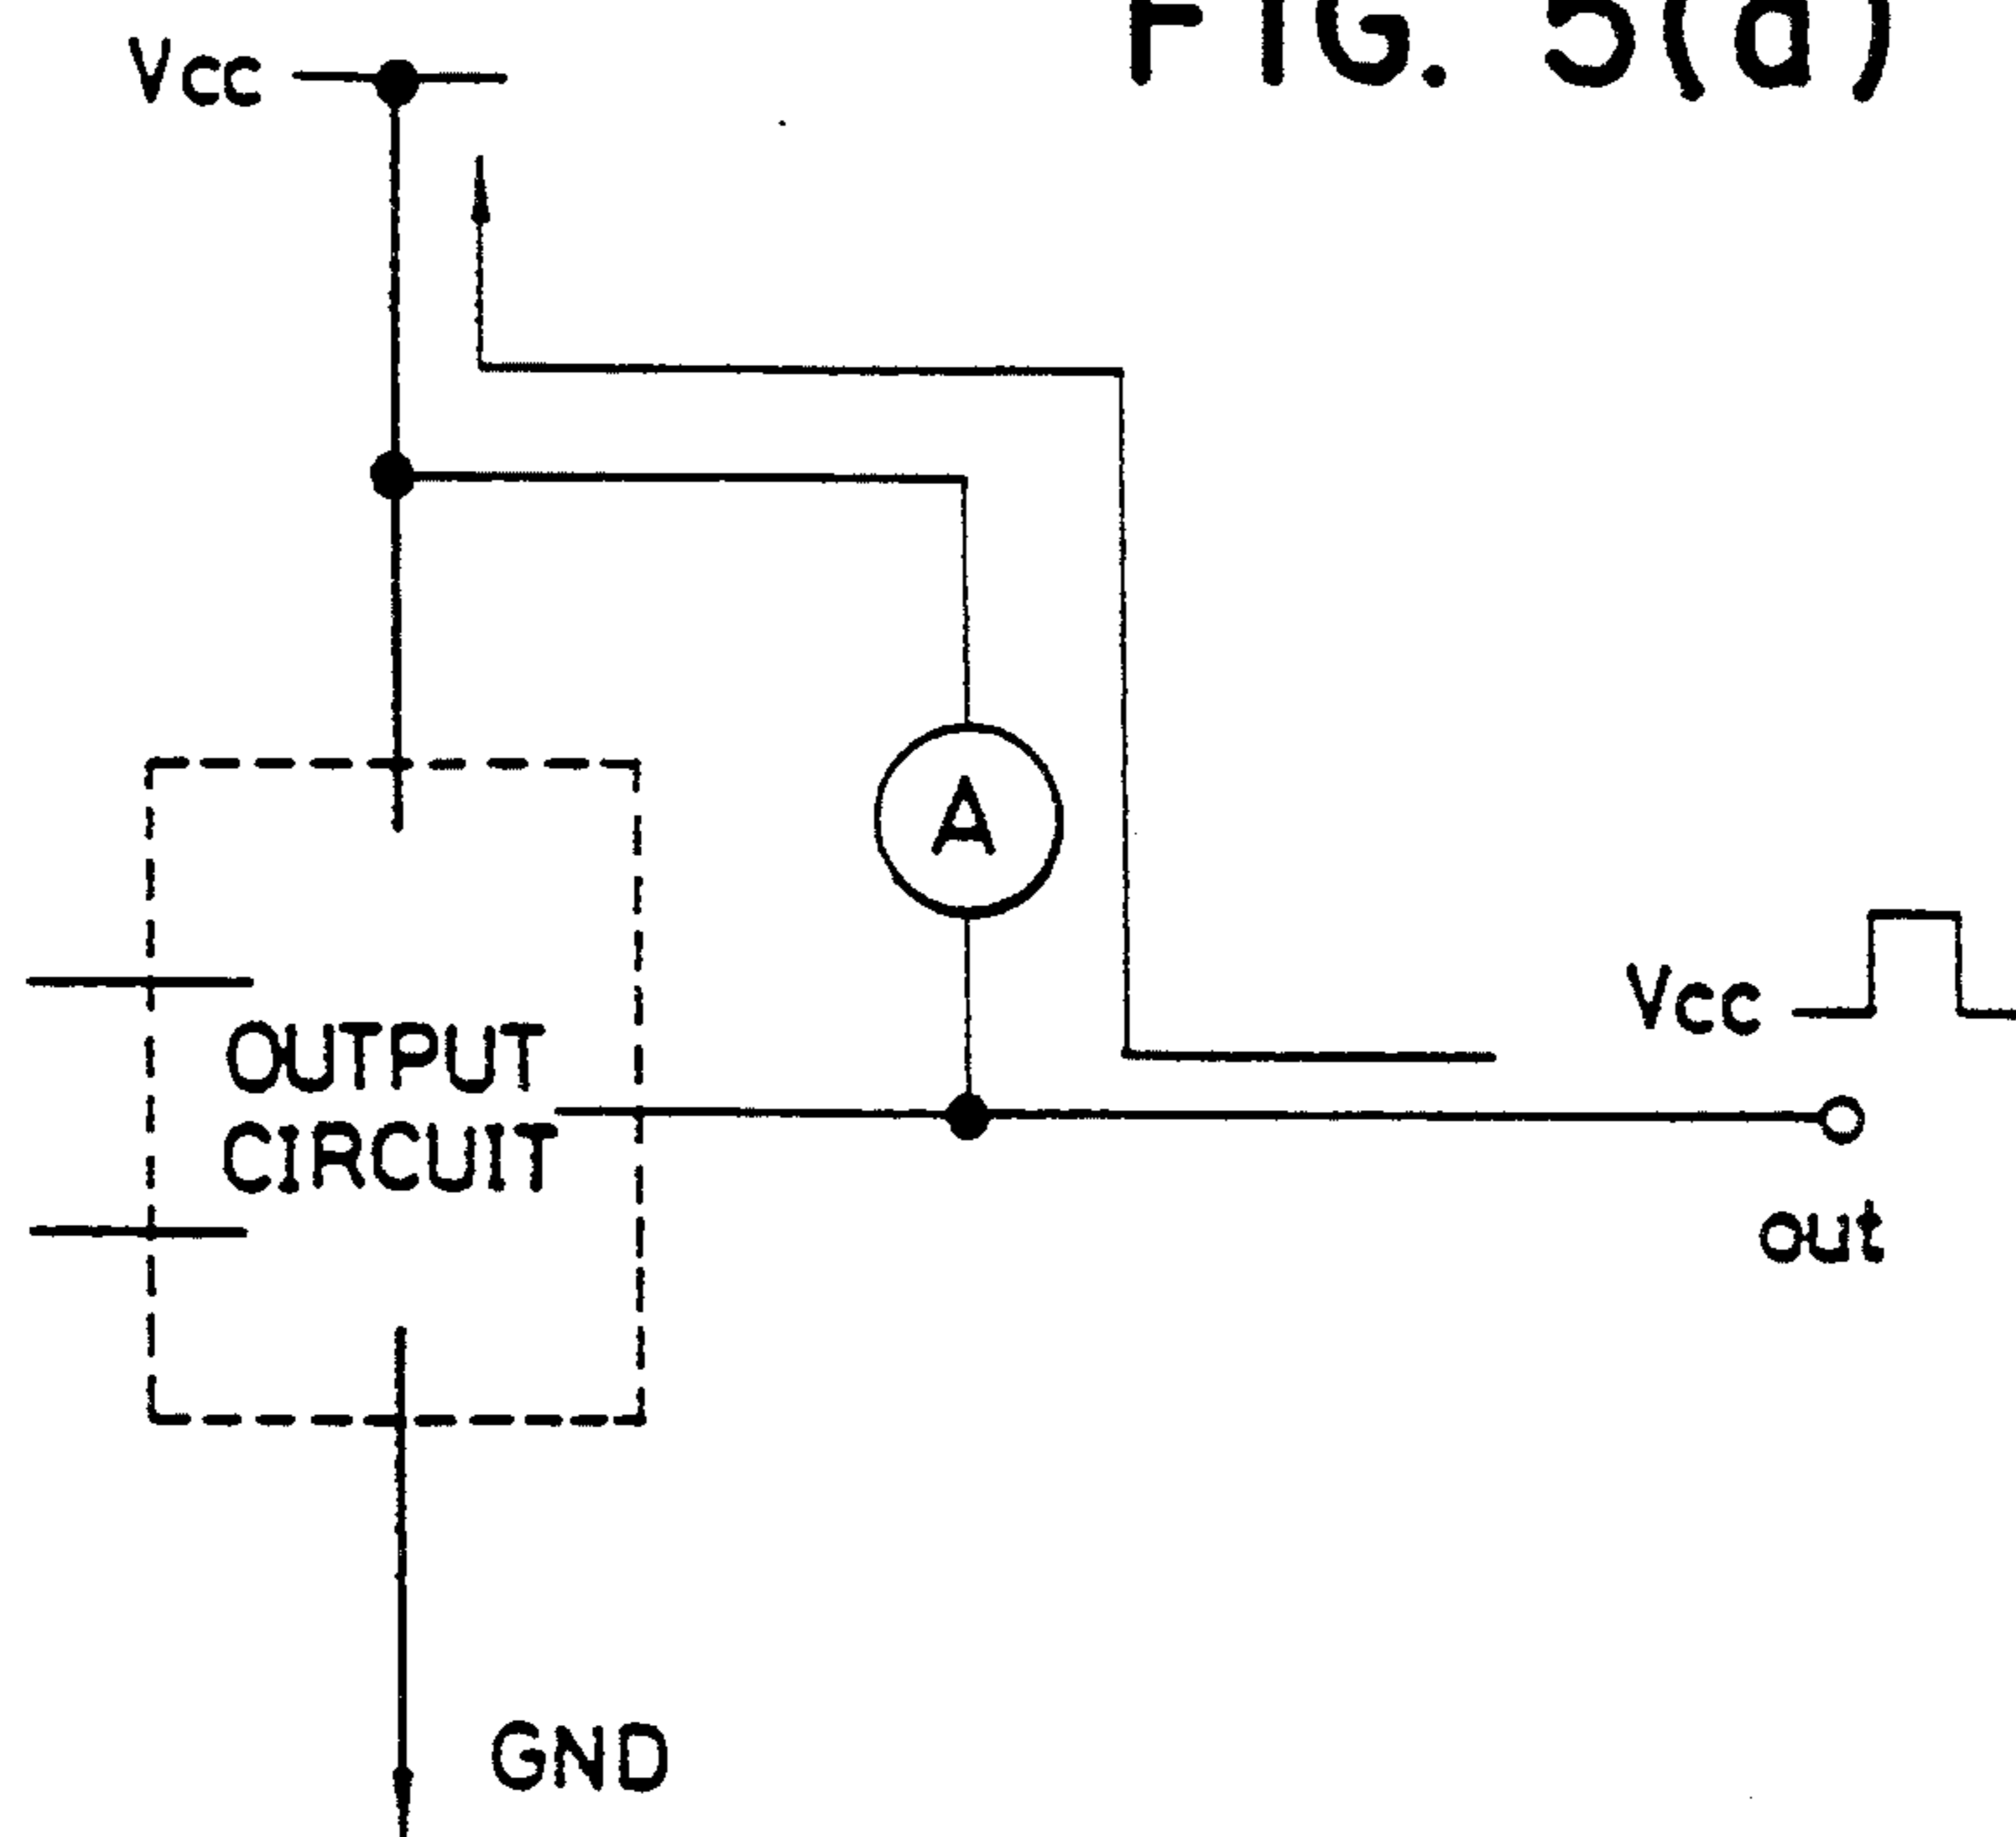 FIG. 5(a)
Vcc
A
Vcc
OUTPUT
CIRCUIT
out
GND